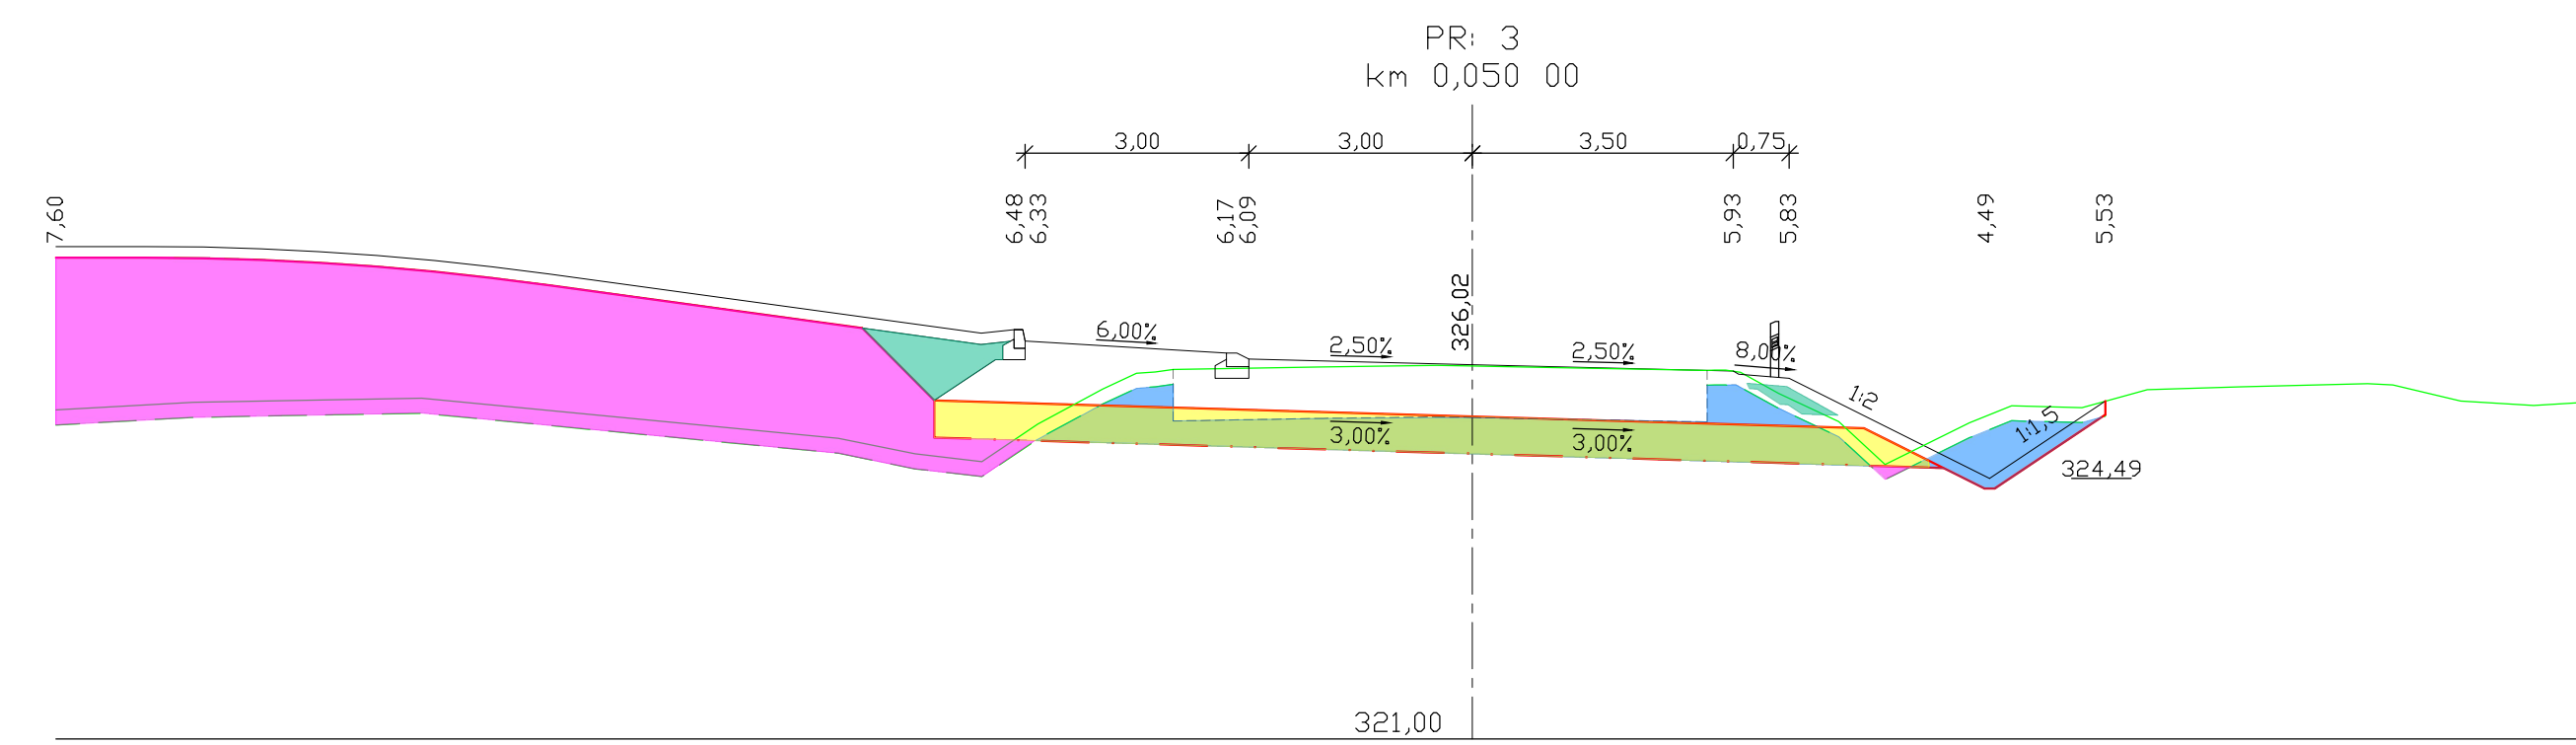 PR: 3
km 0,050 00
3,00 3,00 3,50 0,75
7,60 6,48 6,33 6,17 6,09 5,93 5,83 4,49 5,53
326,02
6,00% 2,50% 2,50% 8,00%
1:2
1:1,5
3,00% 3,00%
324,49
321,00